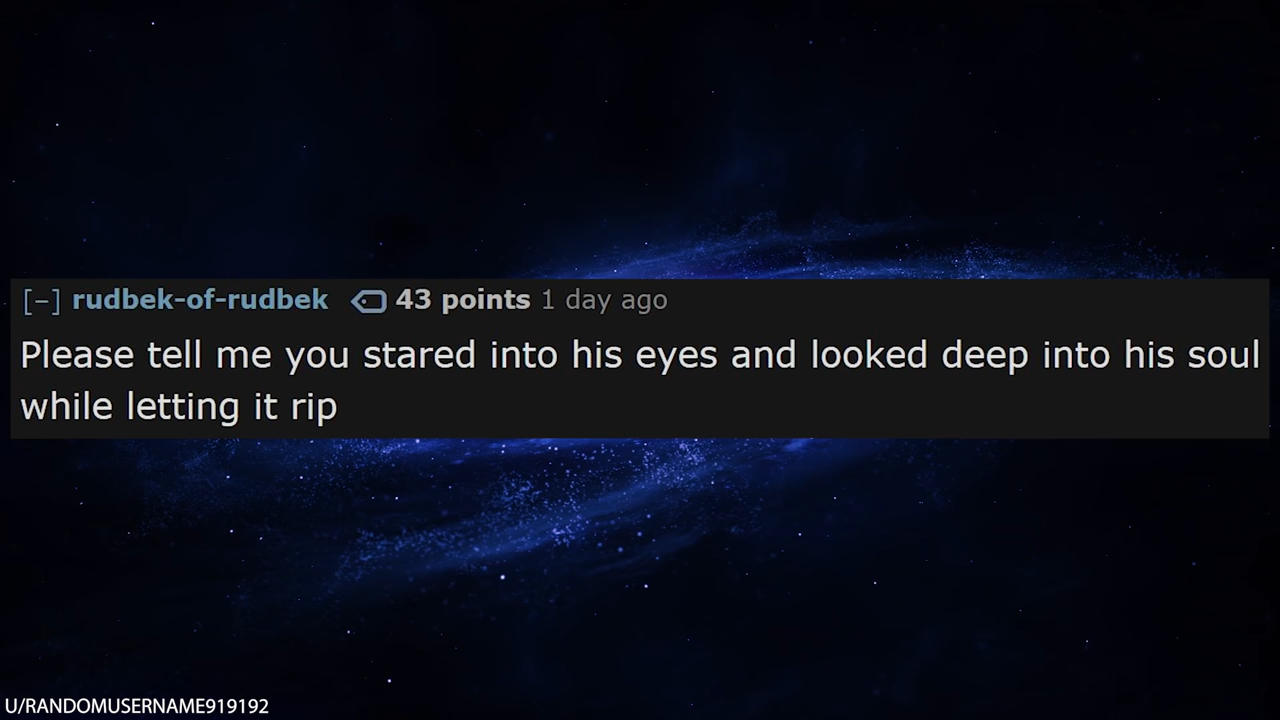 [–] rudbek-of-rudbek 43 points 1 day ago
Please tell me you stared into his eyes and looked deep into his soul
while letting it rip
U/RANDOMUSERNAME919192